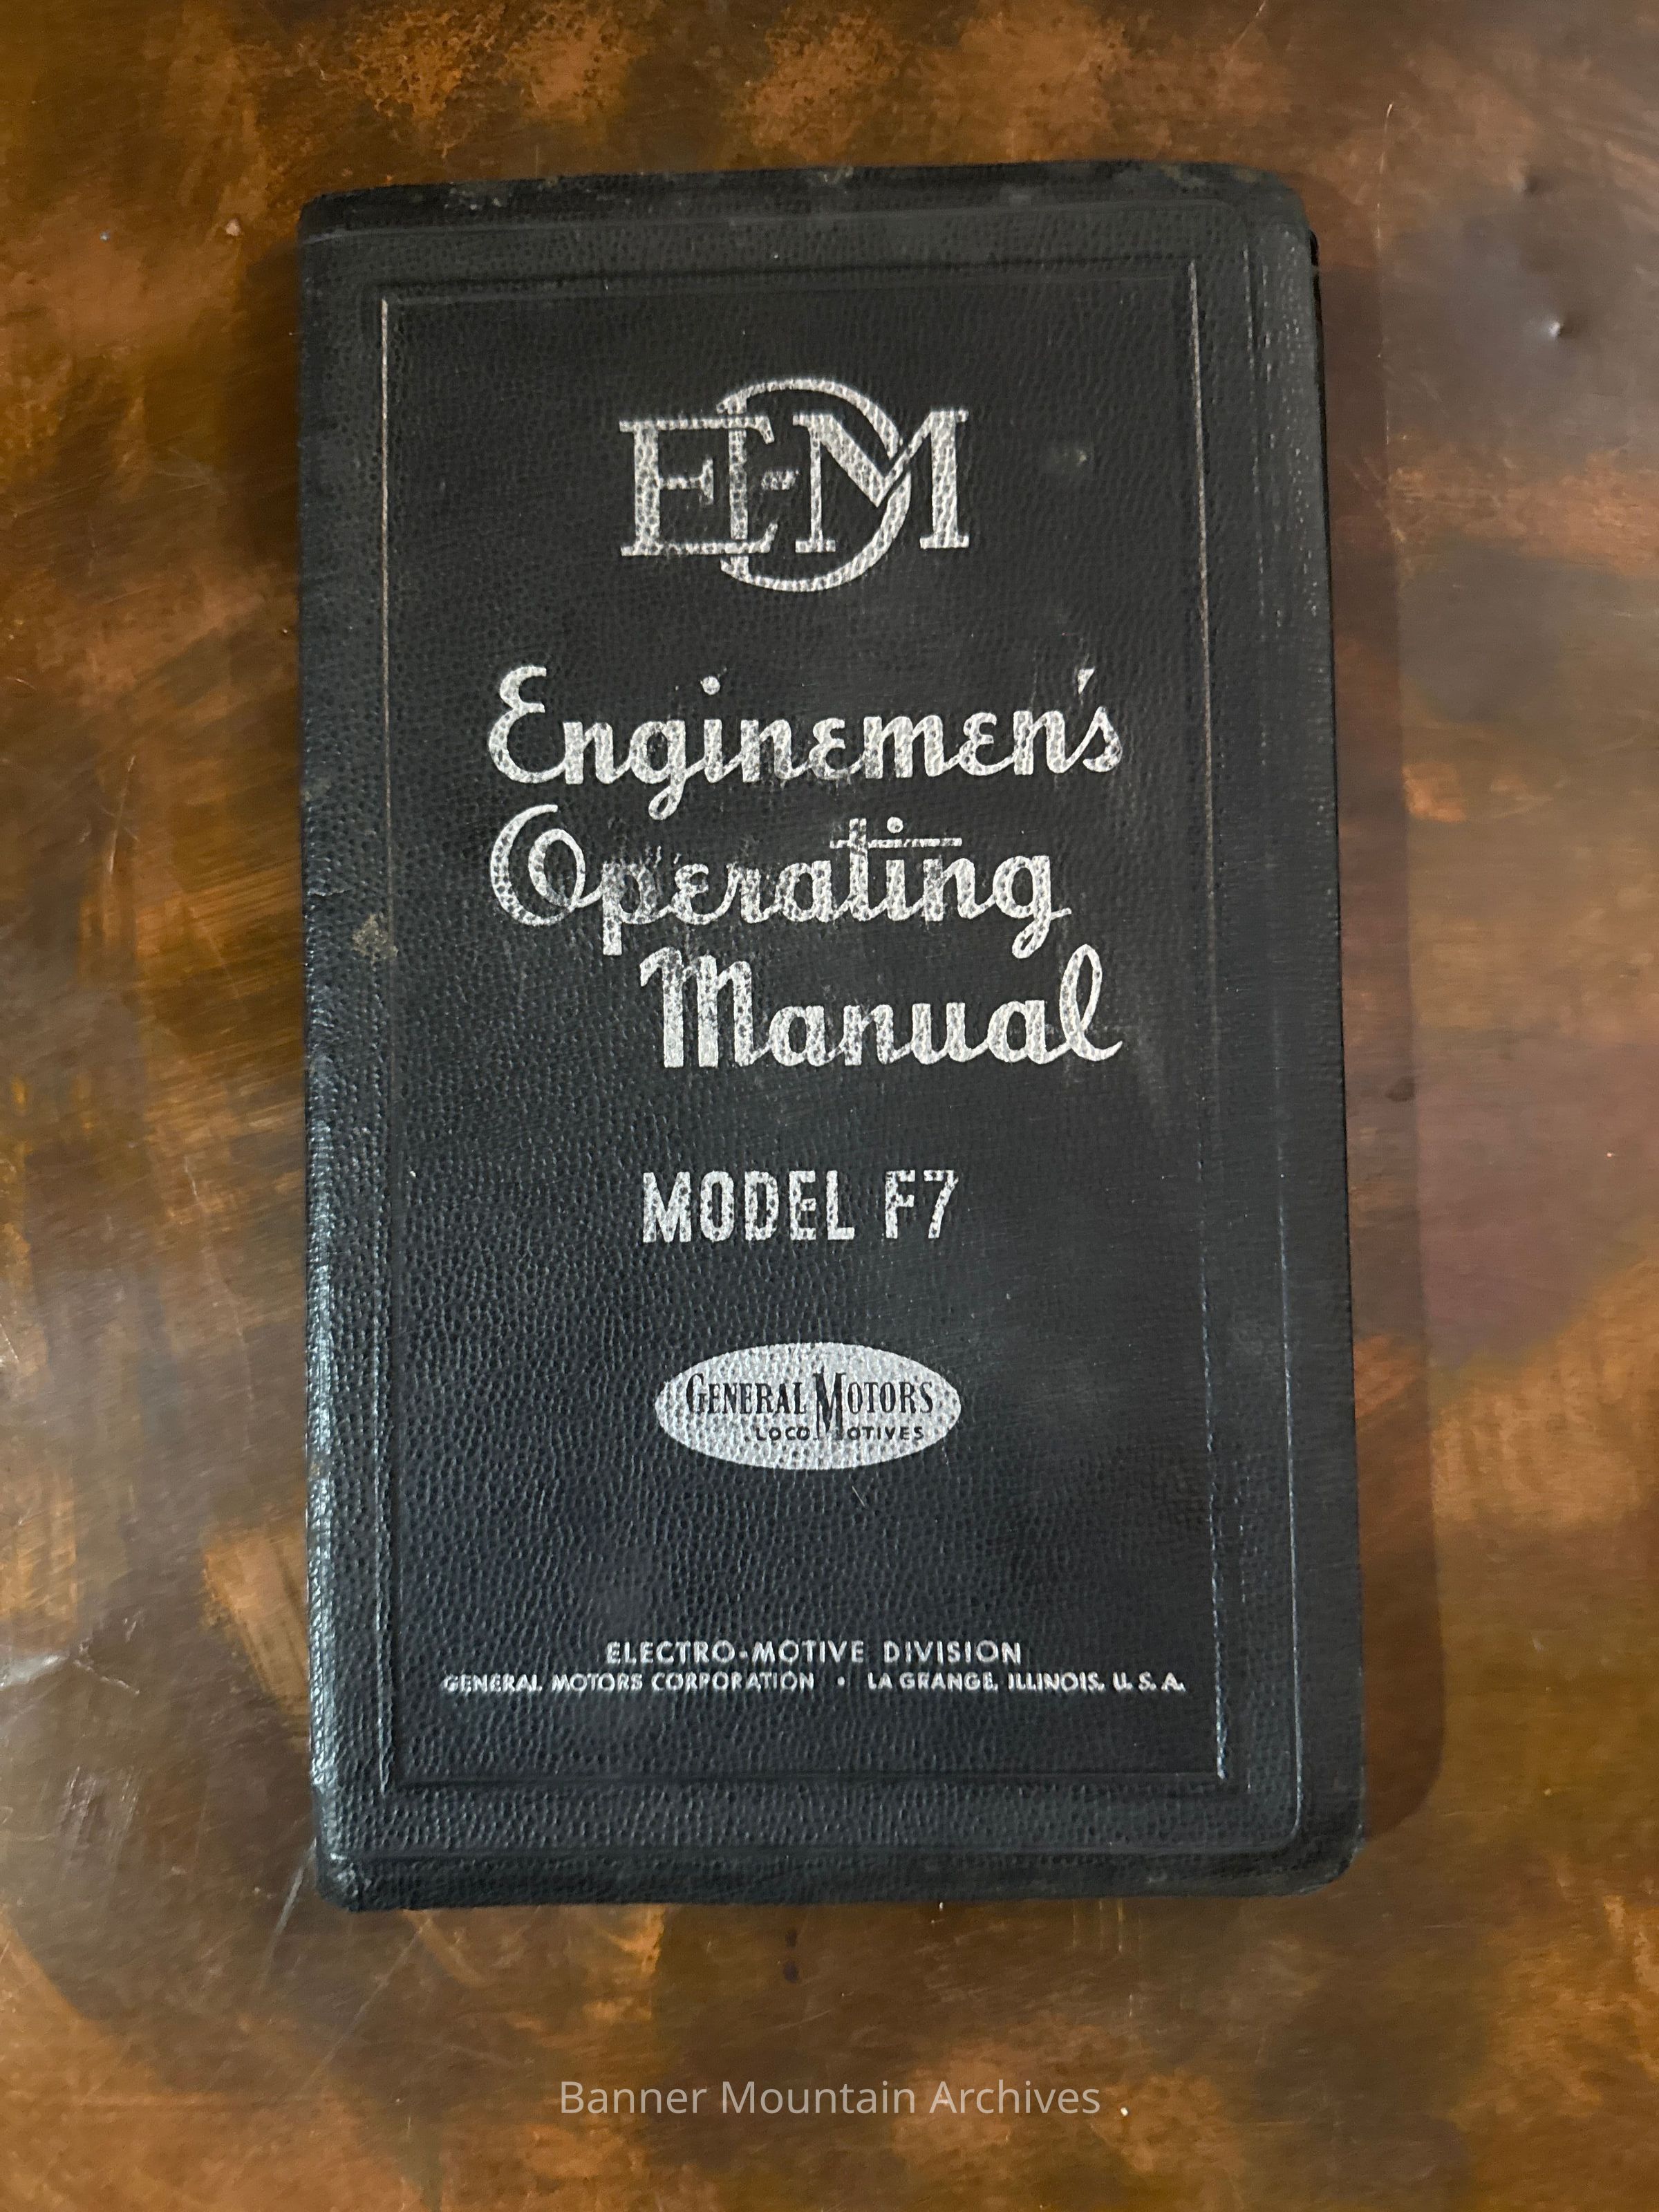 EMD
Enginemen's
Operating
Manual
MODEL F7
GENERAL MOTORS
LOCOMOTIVES
ELECTRO-MOTIVE DIVISION
GENERAL MOTORS CORPORATION • LA GRANGE, ILLINOIS, U. S. A.
Banner Mountain Archives